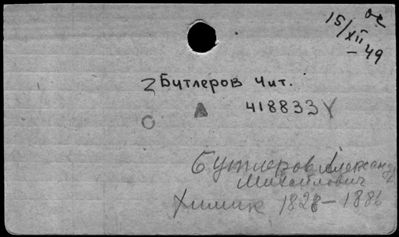 15/XII
-49
Бутлеров Чит.
А 418833
Бутлеров Александр
Михайлович
Химик 1828-1886